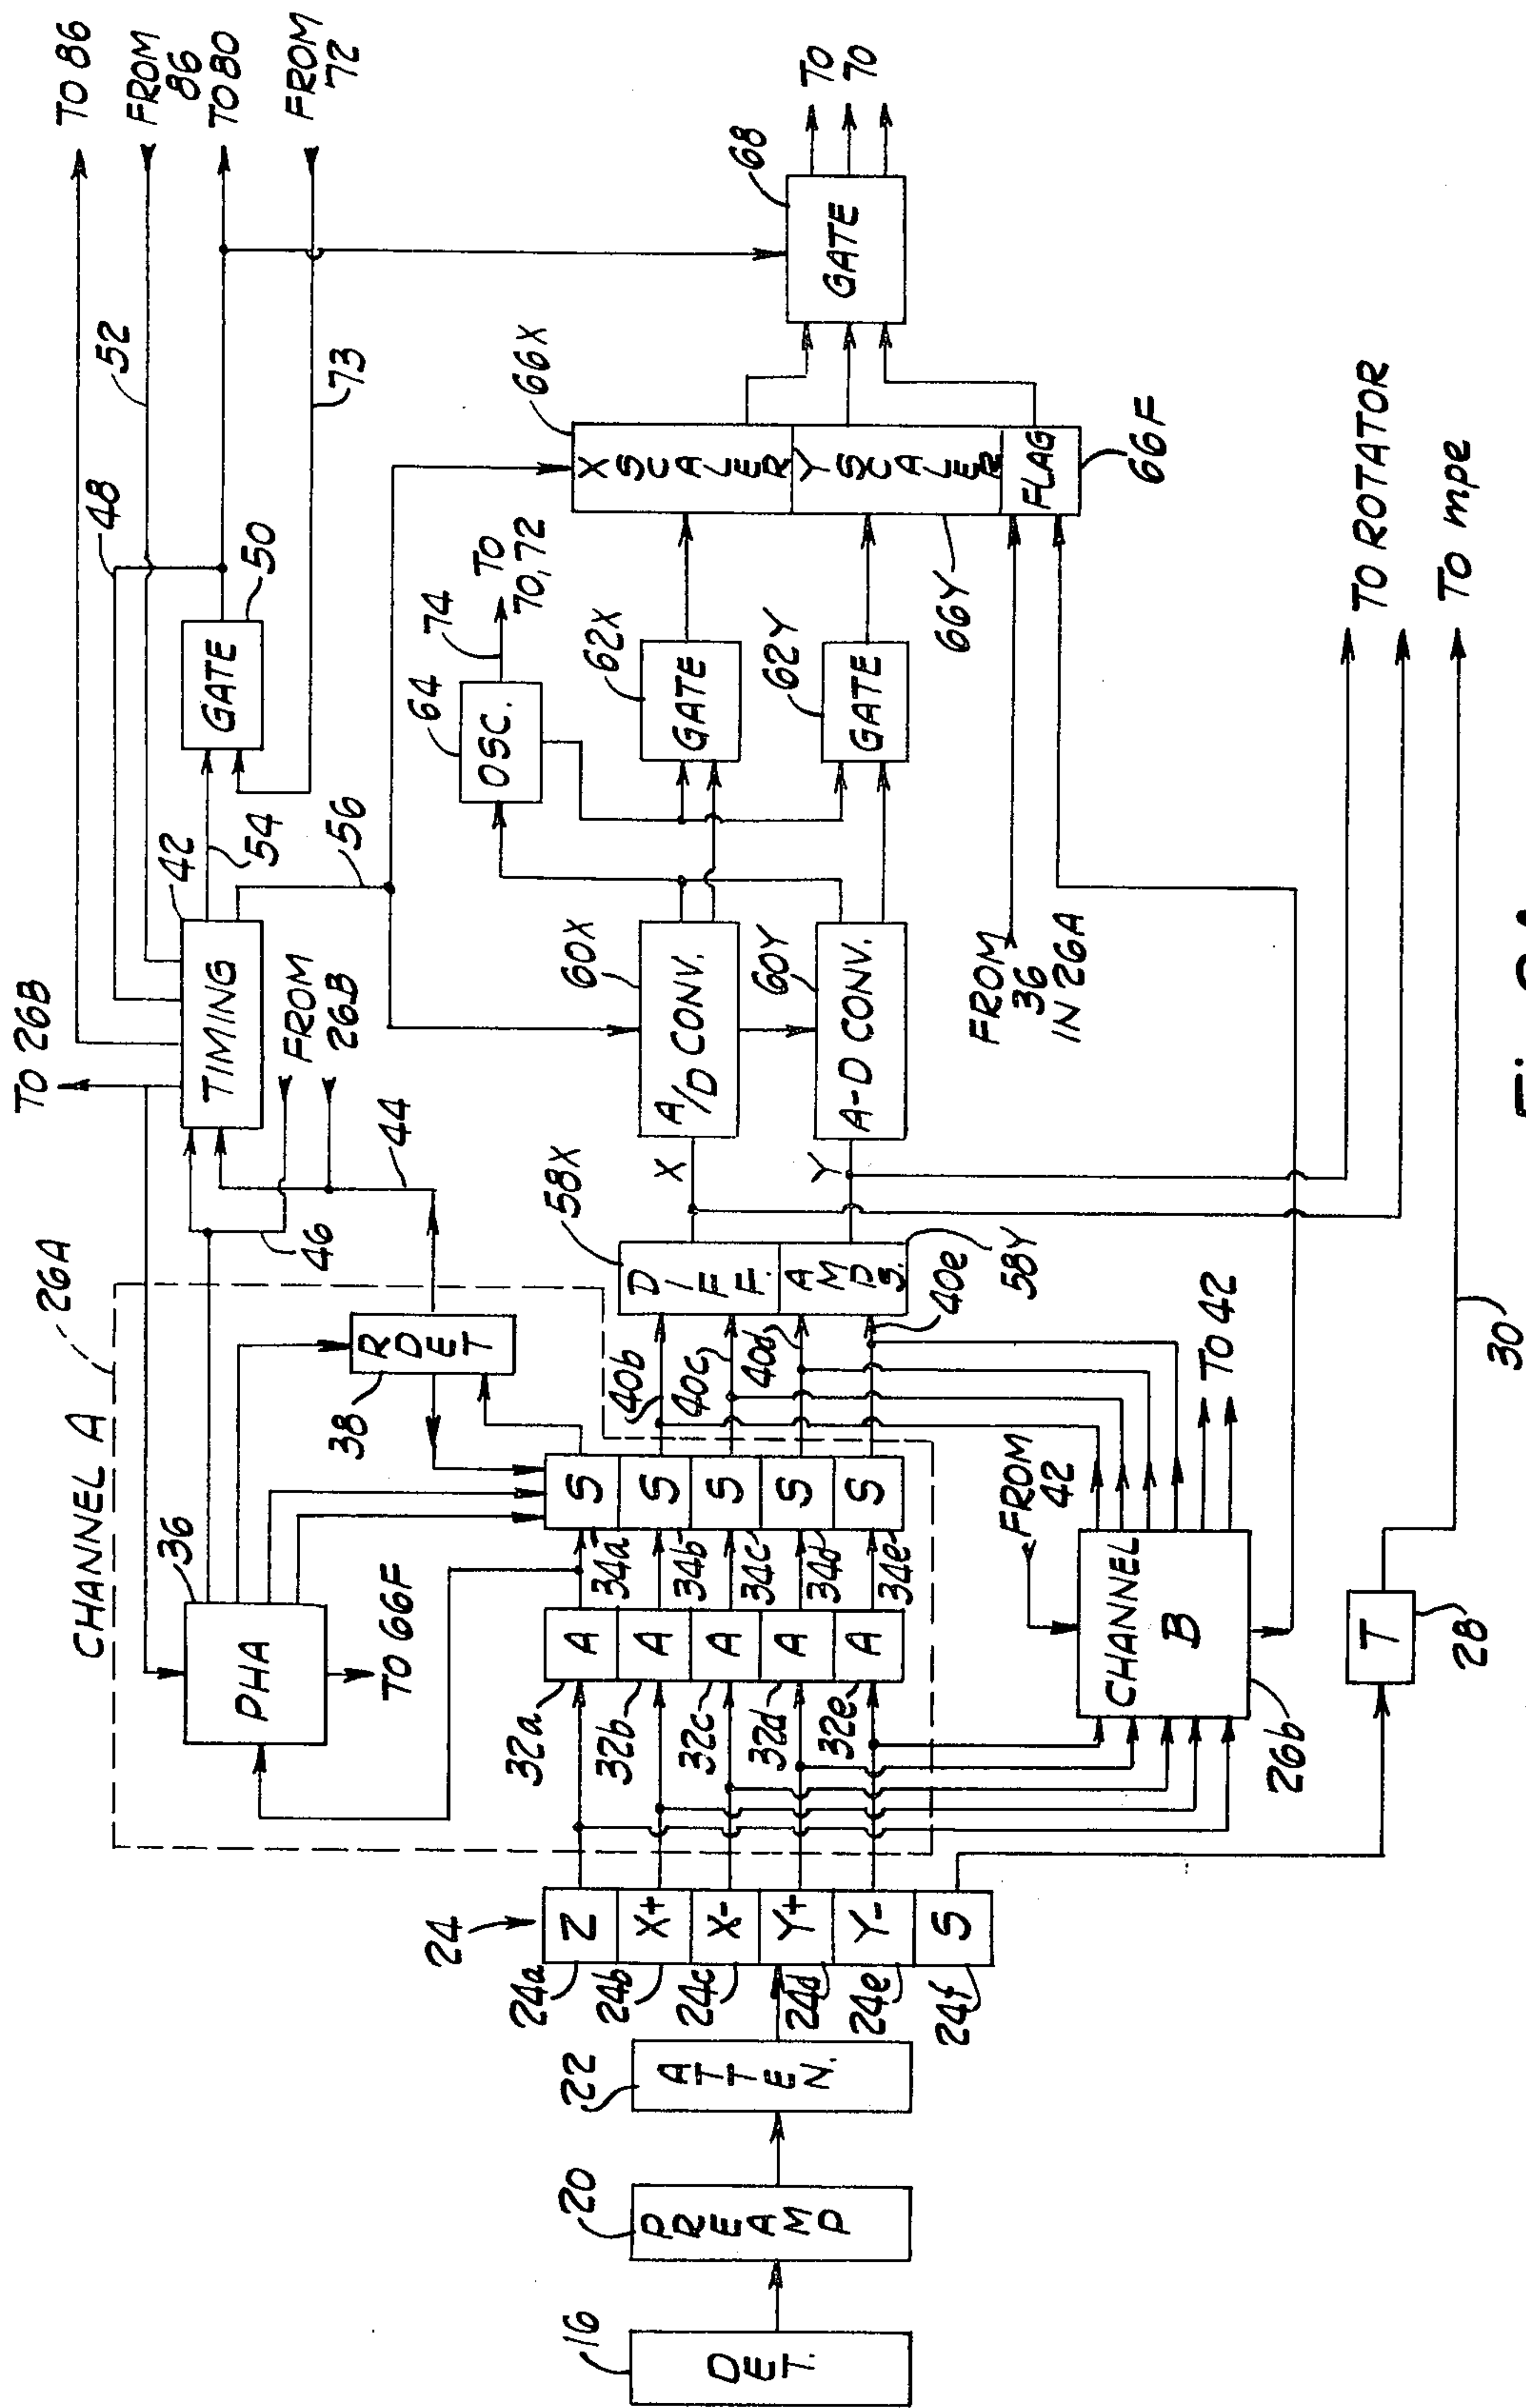 TO 86
FROM
86
TO 80
FROM
72
TO 26B
48
52
50
GATE
73
42
TIMING
54
56
FROM
26B
44
46
CHANNEL A
26A
36
PHA
TO 66F
38
R DET
16
DET.
20
PREAMP
22
ATTEN.
24
24a
Z
24b
X+
24c
X-
24d
Y+
24e
Y-
24f
S
32a
A
32b
A
32c
A
32d
A
32e
A
34a
S
34b
S
34c
S
34d
S
34e
S
40b
40c
40d
40e
58X
DIFF.
AMPS.
58Y
X
Y
60X
A/D CONV.
60Y
A-D CONV.
64
OSC.
74
TO
70,72
62X
GATE
62Y
GATE
66X
X SCALER
Y SCALER
66Y
FLAG
66F
68
GATE
TO
70
FROM
36
IN 26A
FROM
42
TO 42
CHANNEL
B
26b
T
28
30
TO ROTATOR
TO mpe